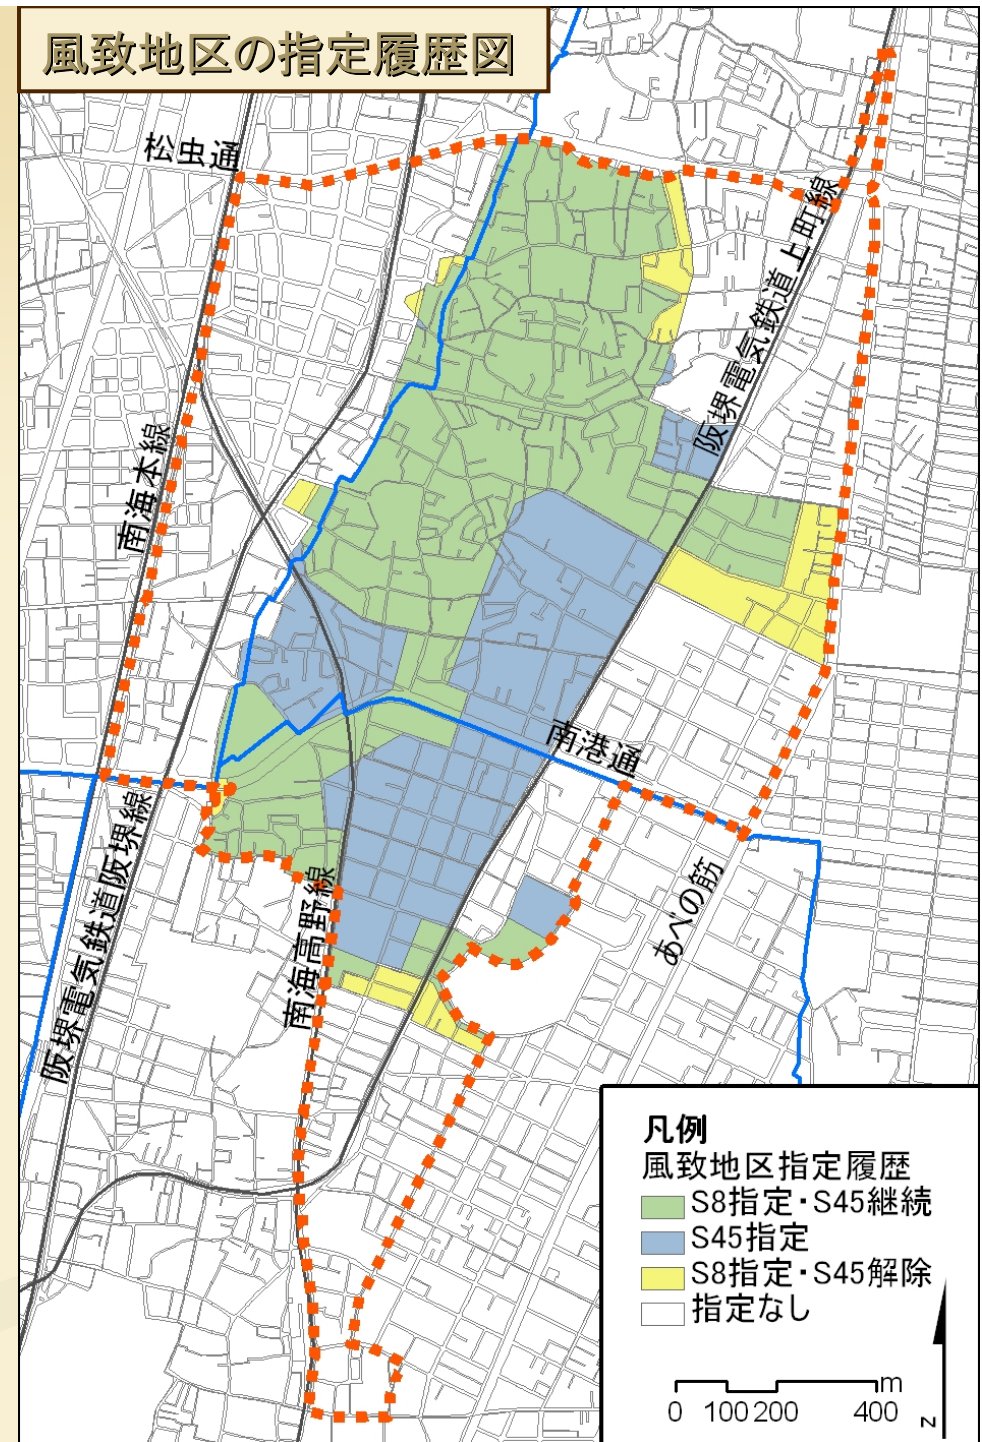 風致地区の指定履歴図
松虫通
阪堺電気鉄道上町線
南海本線
南港通
阪堺電気鉄道阪堺線
南海高野線
あべの筋
凡例
風致地区指定履歴
S8指定・S45継続
S45指定
S8指定・S45解除
指定なし
m
0 100 200 400
z